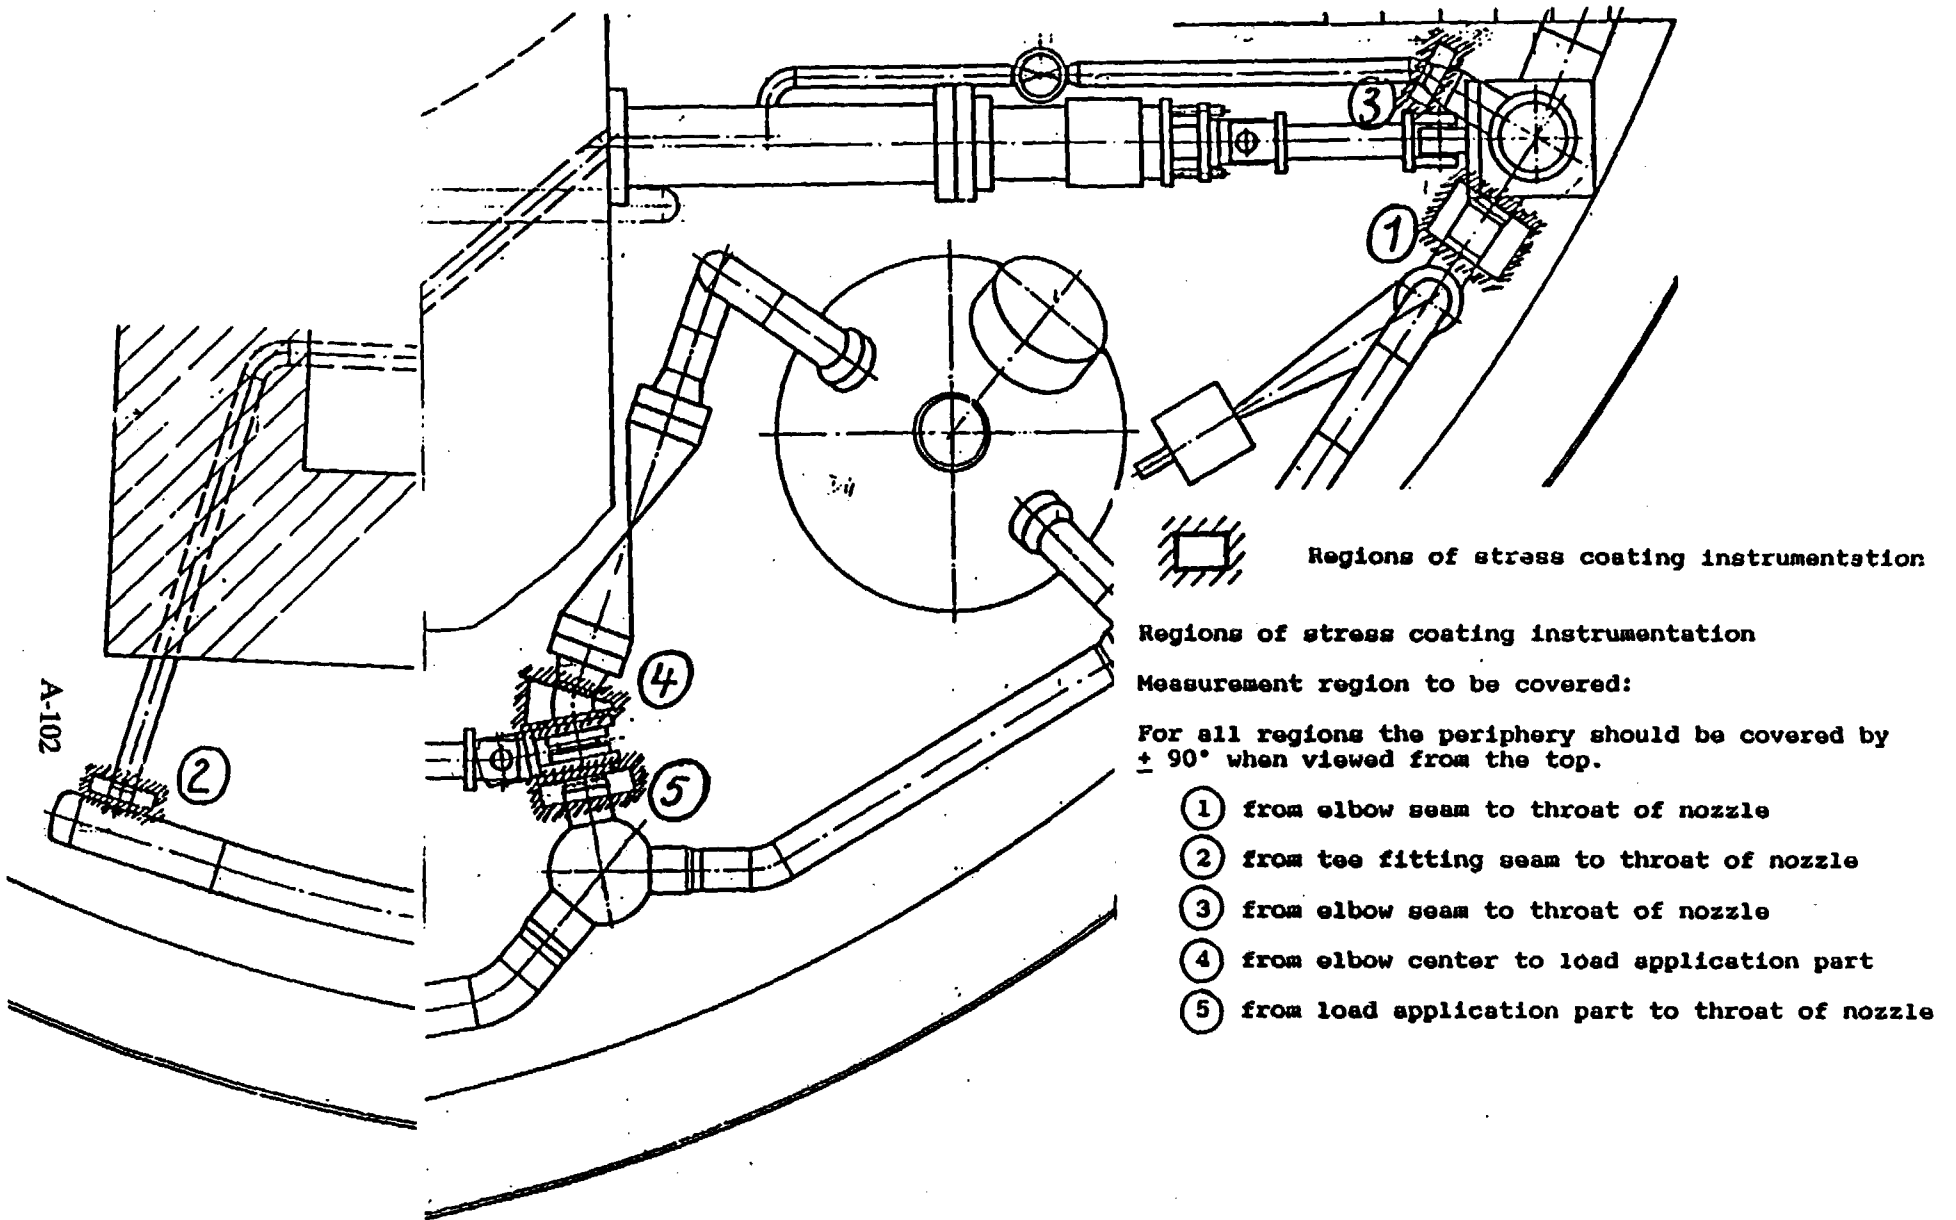 3
1
A-102
2
4
5
Regions of stress coating instrumentation
Regions of stress coating instrumentation
Measurement region to be covered:
For all regions the periphery should be covered by
± 90° when viewed from the top.
1 from elbow seam to throat of nozzle
2 from tee fitting seam to throat of nozzle
3 from elbow seam to throat of nozzle
4 from elbow center to load application part
5 from load application part to throat of nozzle